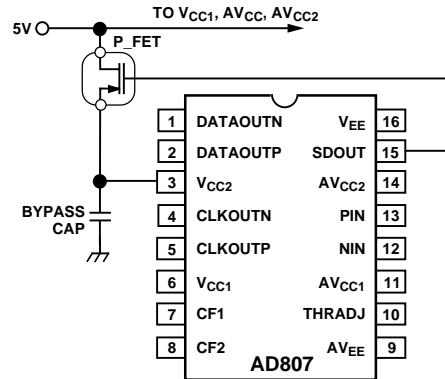 TO VCC1, AVCC, AVCC2
5V
P_FET
1 DATAOUTN VEE 16
2 DATAOUTP SDOUT 15
3 VCC2 AVCC2 14
BYPASS
CAP
4 CLKOUTN PIN 13
5 CLKOUTP NIN 12
6 VCC1 AVCC1 11
7 CF1 THRADJ 10
8 CF2 AVEE 9
AD807